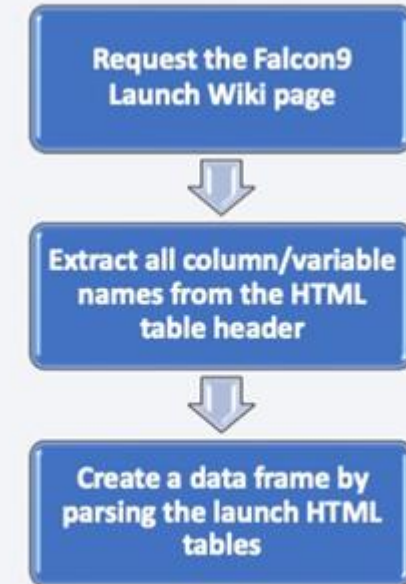 Request the Falcon9
Launch Wiki page
Extract all column/variable
names from the HTML
table header
Create a data frame by
parsing the launch HTML
tables